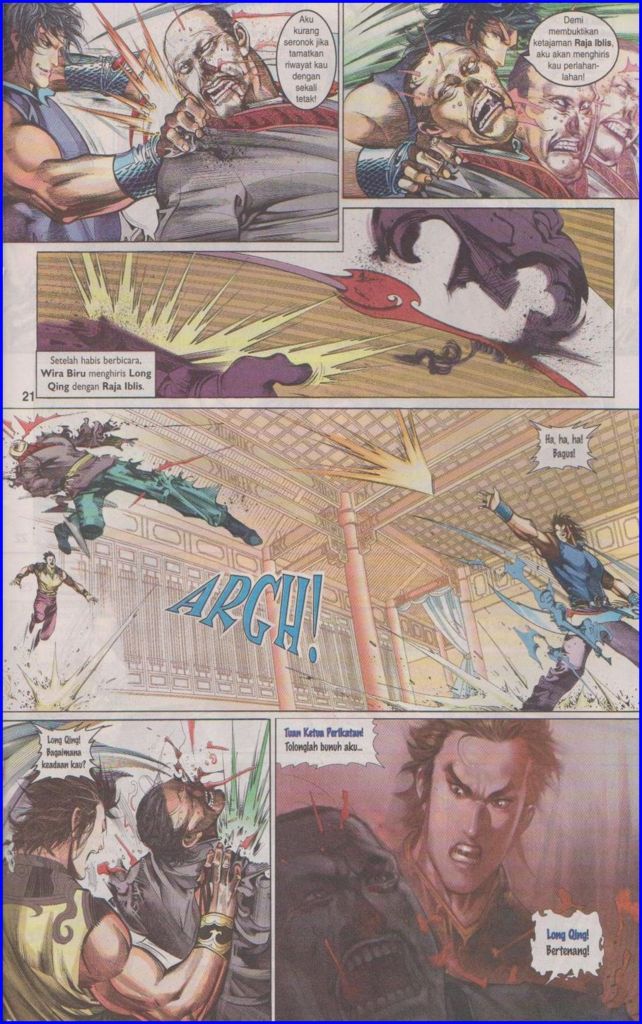 Aku
kurang
seronok jika
tamatkan
riwayat kau
dengan
sekali
tetak!
Demi
membuktikan
ketajaman Raja Iblis,
aku akan menghiris
kau perlahan-
lahan!
Setelah habis berbicara,
Wira Biru menghiris Long
Qing dengan Raja Iblis.
21
Ha, ha, ha!
Bagus!
ARGH!
Long Qing!
Bagaimana
keadaan kau?
Tuan Ketua Perikatan!
Tolonglah bunuh aku...
Long Qing!
Bertenang!